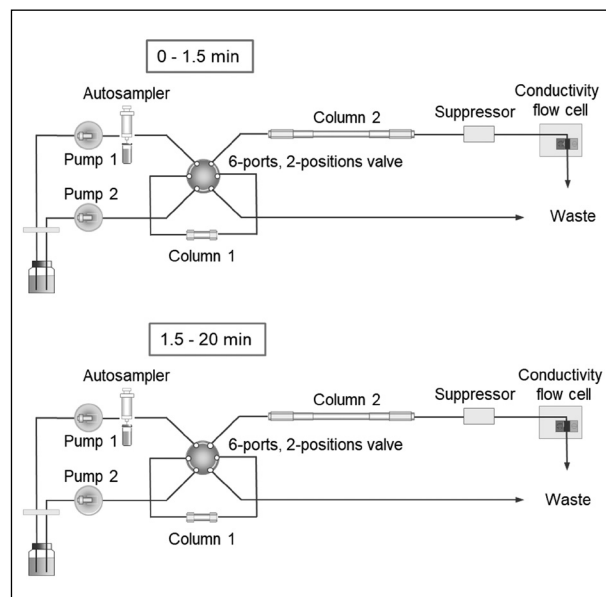 0 - 1.5 min
Autosampler
Pump 1
Pump 2
Column 1
Column 2
6-ports, 2-positions valve
Suppressor
Conductivity
flow cell
Waste
1.5 - 20 min
Autosampler
Pump 1
Pump 2
Column 1
Column 2
6-ports, 2-positions valve
Suppressor
Conductivity
flow cell
Waste